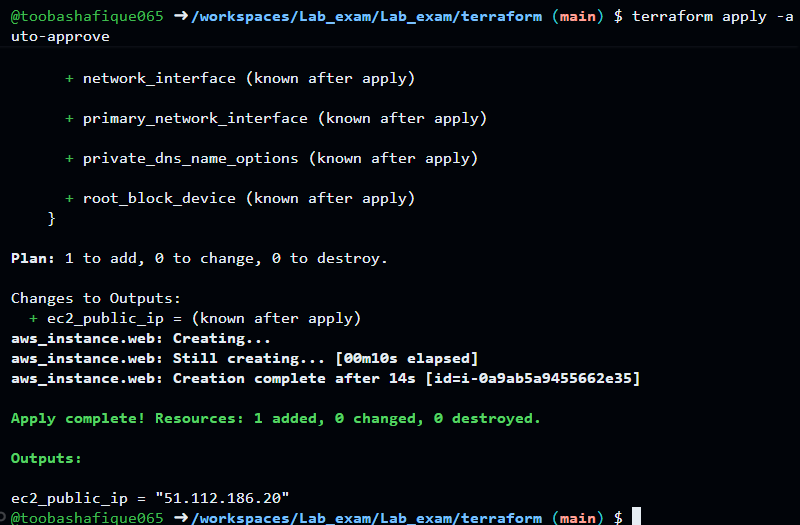 @toobashafique065 ➜/workspaces/Lab_exam/Lab_exam/terraform (main) $ terraform apply -a
uto-approve
+ network_interface (known after apply)
+ primary_network_interface (known after apply)
+ private_dns_name_options (known after apply)
+ root_block_device (known after apply)
}
Plan: 1 to add, 0 to change, 0 to destroy.
Changes to Outputs:
+ ec2_public_ip = (known after apply)
aws_instance.web: Creating...
aws_instance.web: Still creating... [00m10s elapsed]
aws_instance.web: Creation complete after 14s [id=i-0a9ab5a9455662e35]
Apply complete! Resources: 1 added, 0 changed, 0 destroyed.
Outputs:
ec2_public_ip = "51.112.186.20"
@toobashafique065 ➜/workspaces/Lab_exam/Lab_exam/terraform (main) $